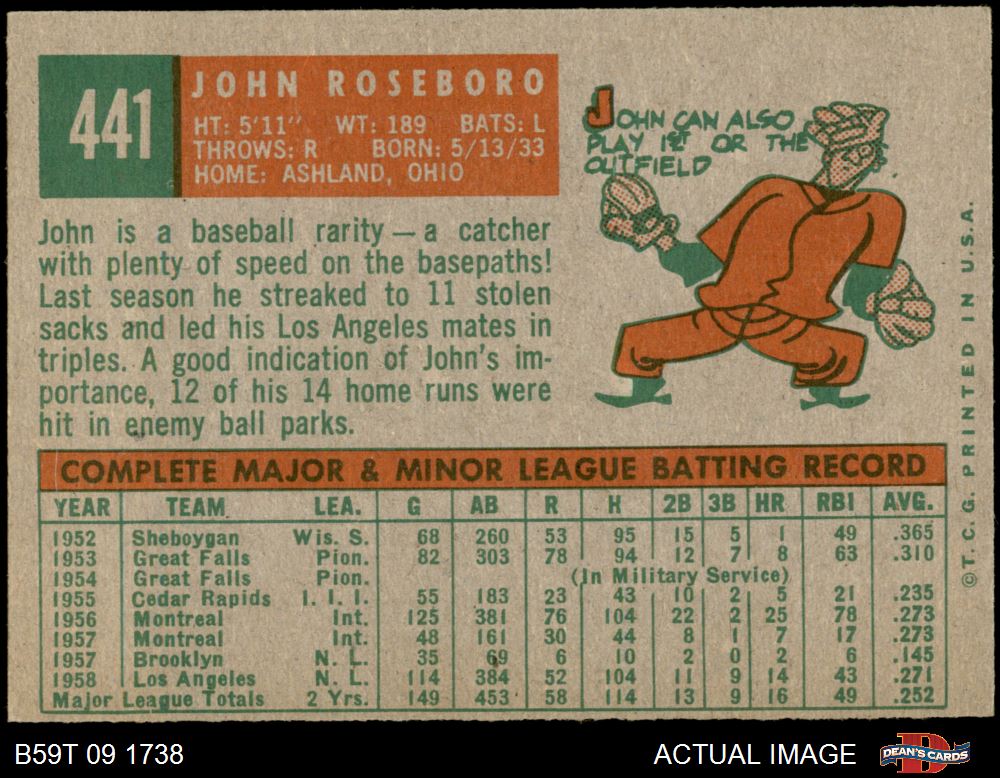 441
JOHN ROSEBORO
HT: 5'11" WT: 189 BATS: L
THROWS: R BORN: 5/13/33
HOME: ASHLAND, OHIO
JOHN CAN ALSO
PLAY 1ST OR THE
OUTFIELD
John is a baseball rarity — a catcher
with plenty of speed on the basepaths!
Last season he streaked to 11 stolen
sacks and led his Los Angeles mates in
triples. A good indication of John's im-
portance, 12 of his 14 home runs were
hit in enemy ball parks.
© T. C. G. PRINTED IN U.S.A.
COMPLETE MAJOR & MINOR LEAGUE BATTING RECORD
YEAR TEAM LEA. G AB R H 2B 3B HR RBI AVG.
1952 Sheboygan Wis. S. 68 260 53 95 15 5 1 49 .365
1953 Great Falls Pion. 82 303 78 94 12 7 8 63 .310
1954 Great Falls Pion. (In Military Service)
1955 Cedar Rapids I. I. I. 55 183 23 43 10 2 5 21 .235
1956 Montreal Int. 125 381 76 104 22 2 25 78 .273
1957 Montreal Int. 48 161 30 44 8 1 7 17 .273
1957 Brooklyn N. L. 35 69 6 10 2 0 2 6 .145
1958 Los Angeles N. L. 114 384 52 104 11 9 14 43 .271
Major League Totals 2 Yrs. 149 453 58 114 13 9 16 49 .252
B59T 09 1738 ACTUAL IMAGE DEAN'S CARDS